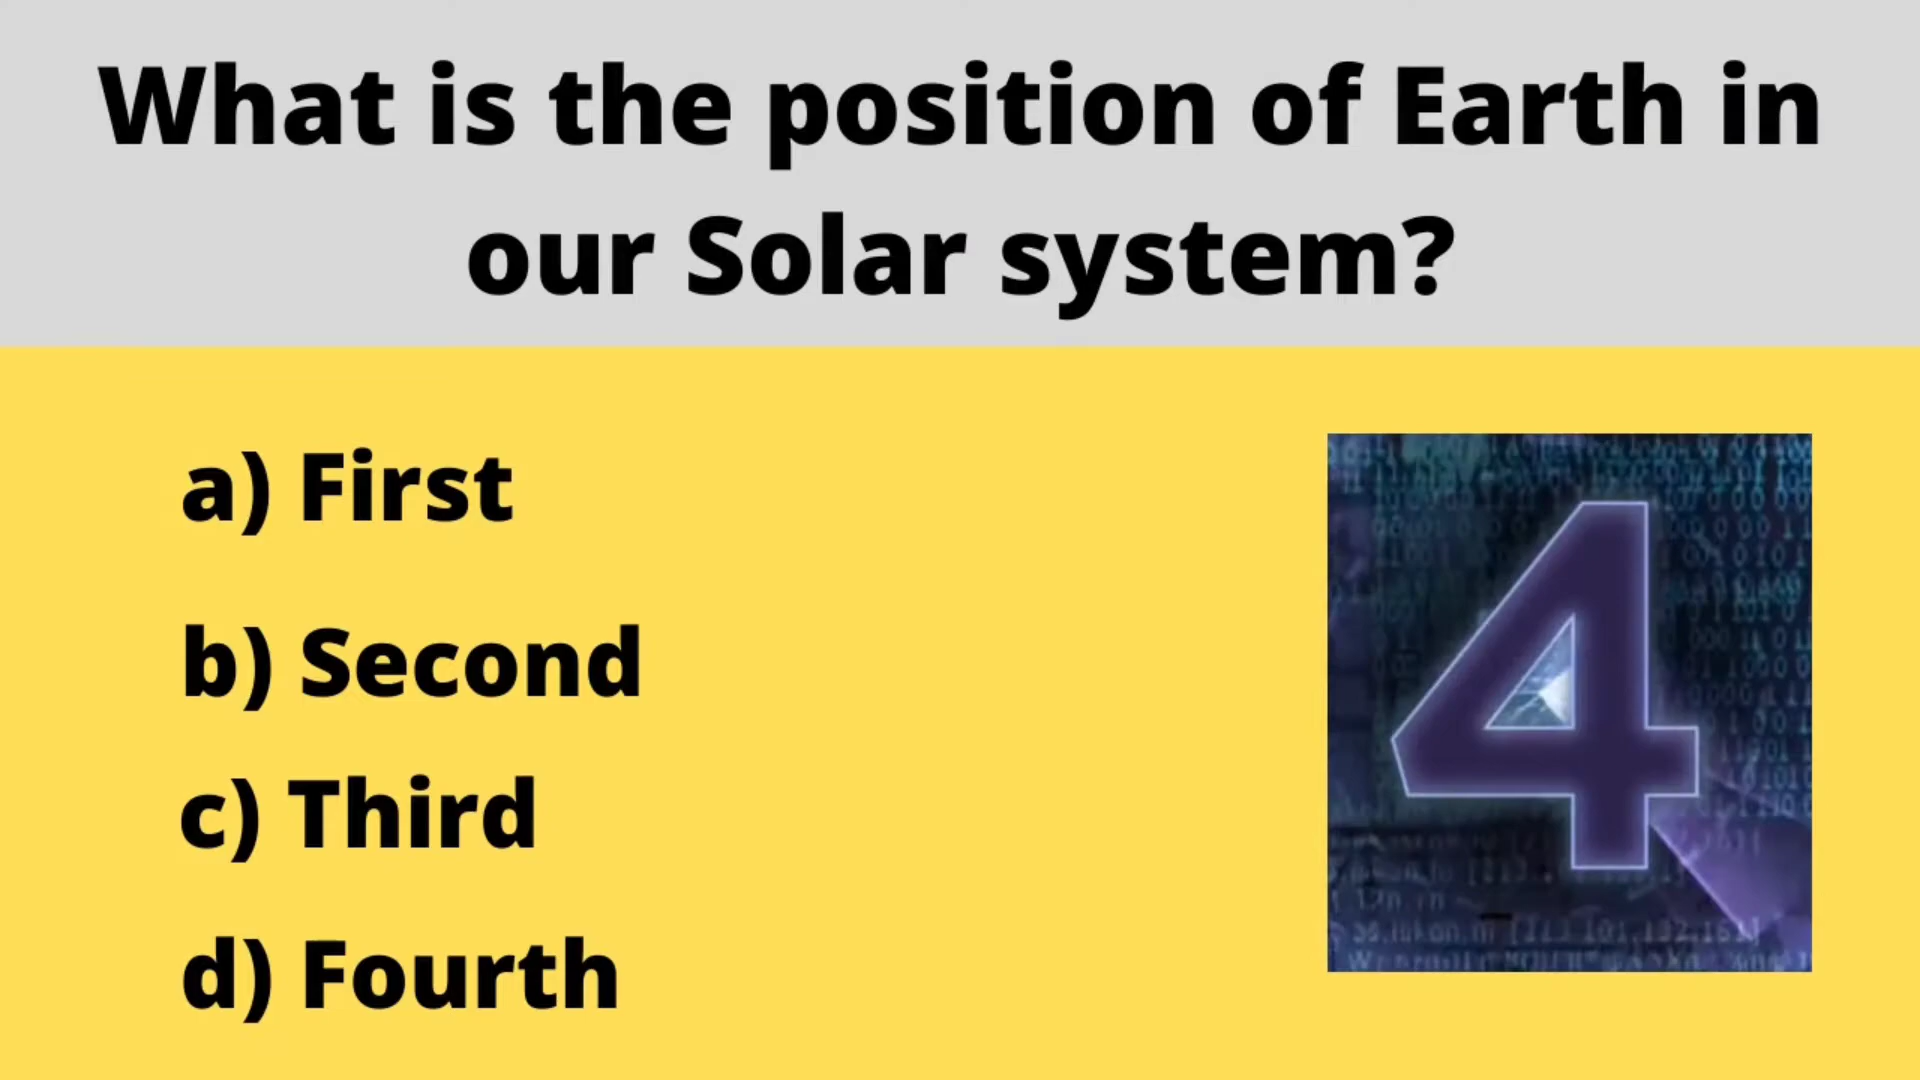 What is the position of Earth in
our Solar system?
a) First
b) Second
c) Third
d) Fourth
4